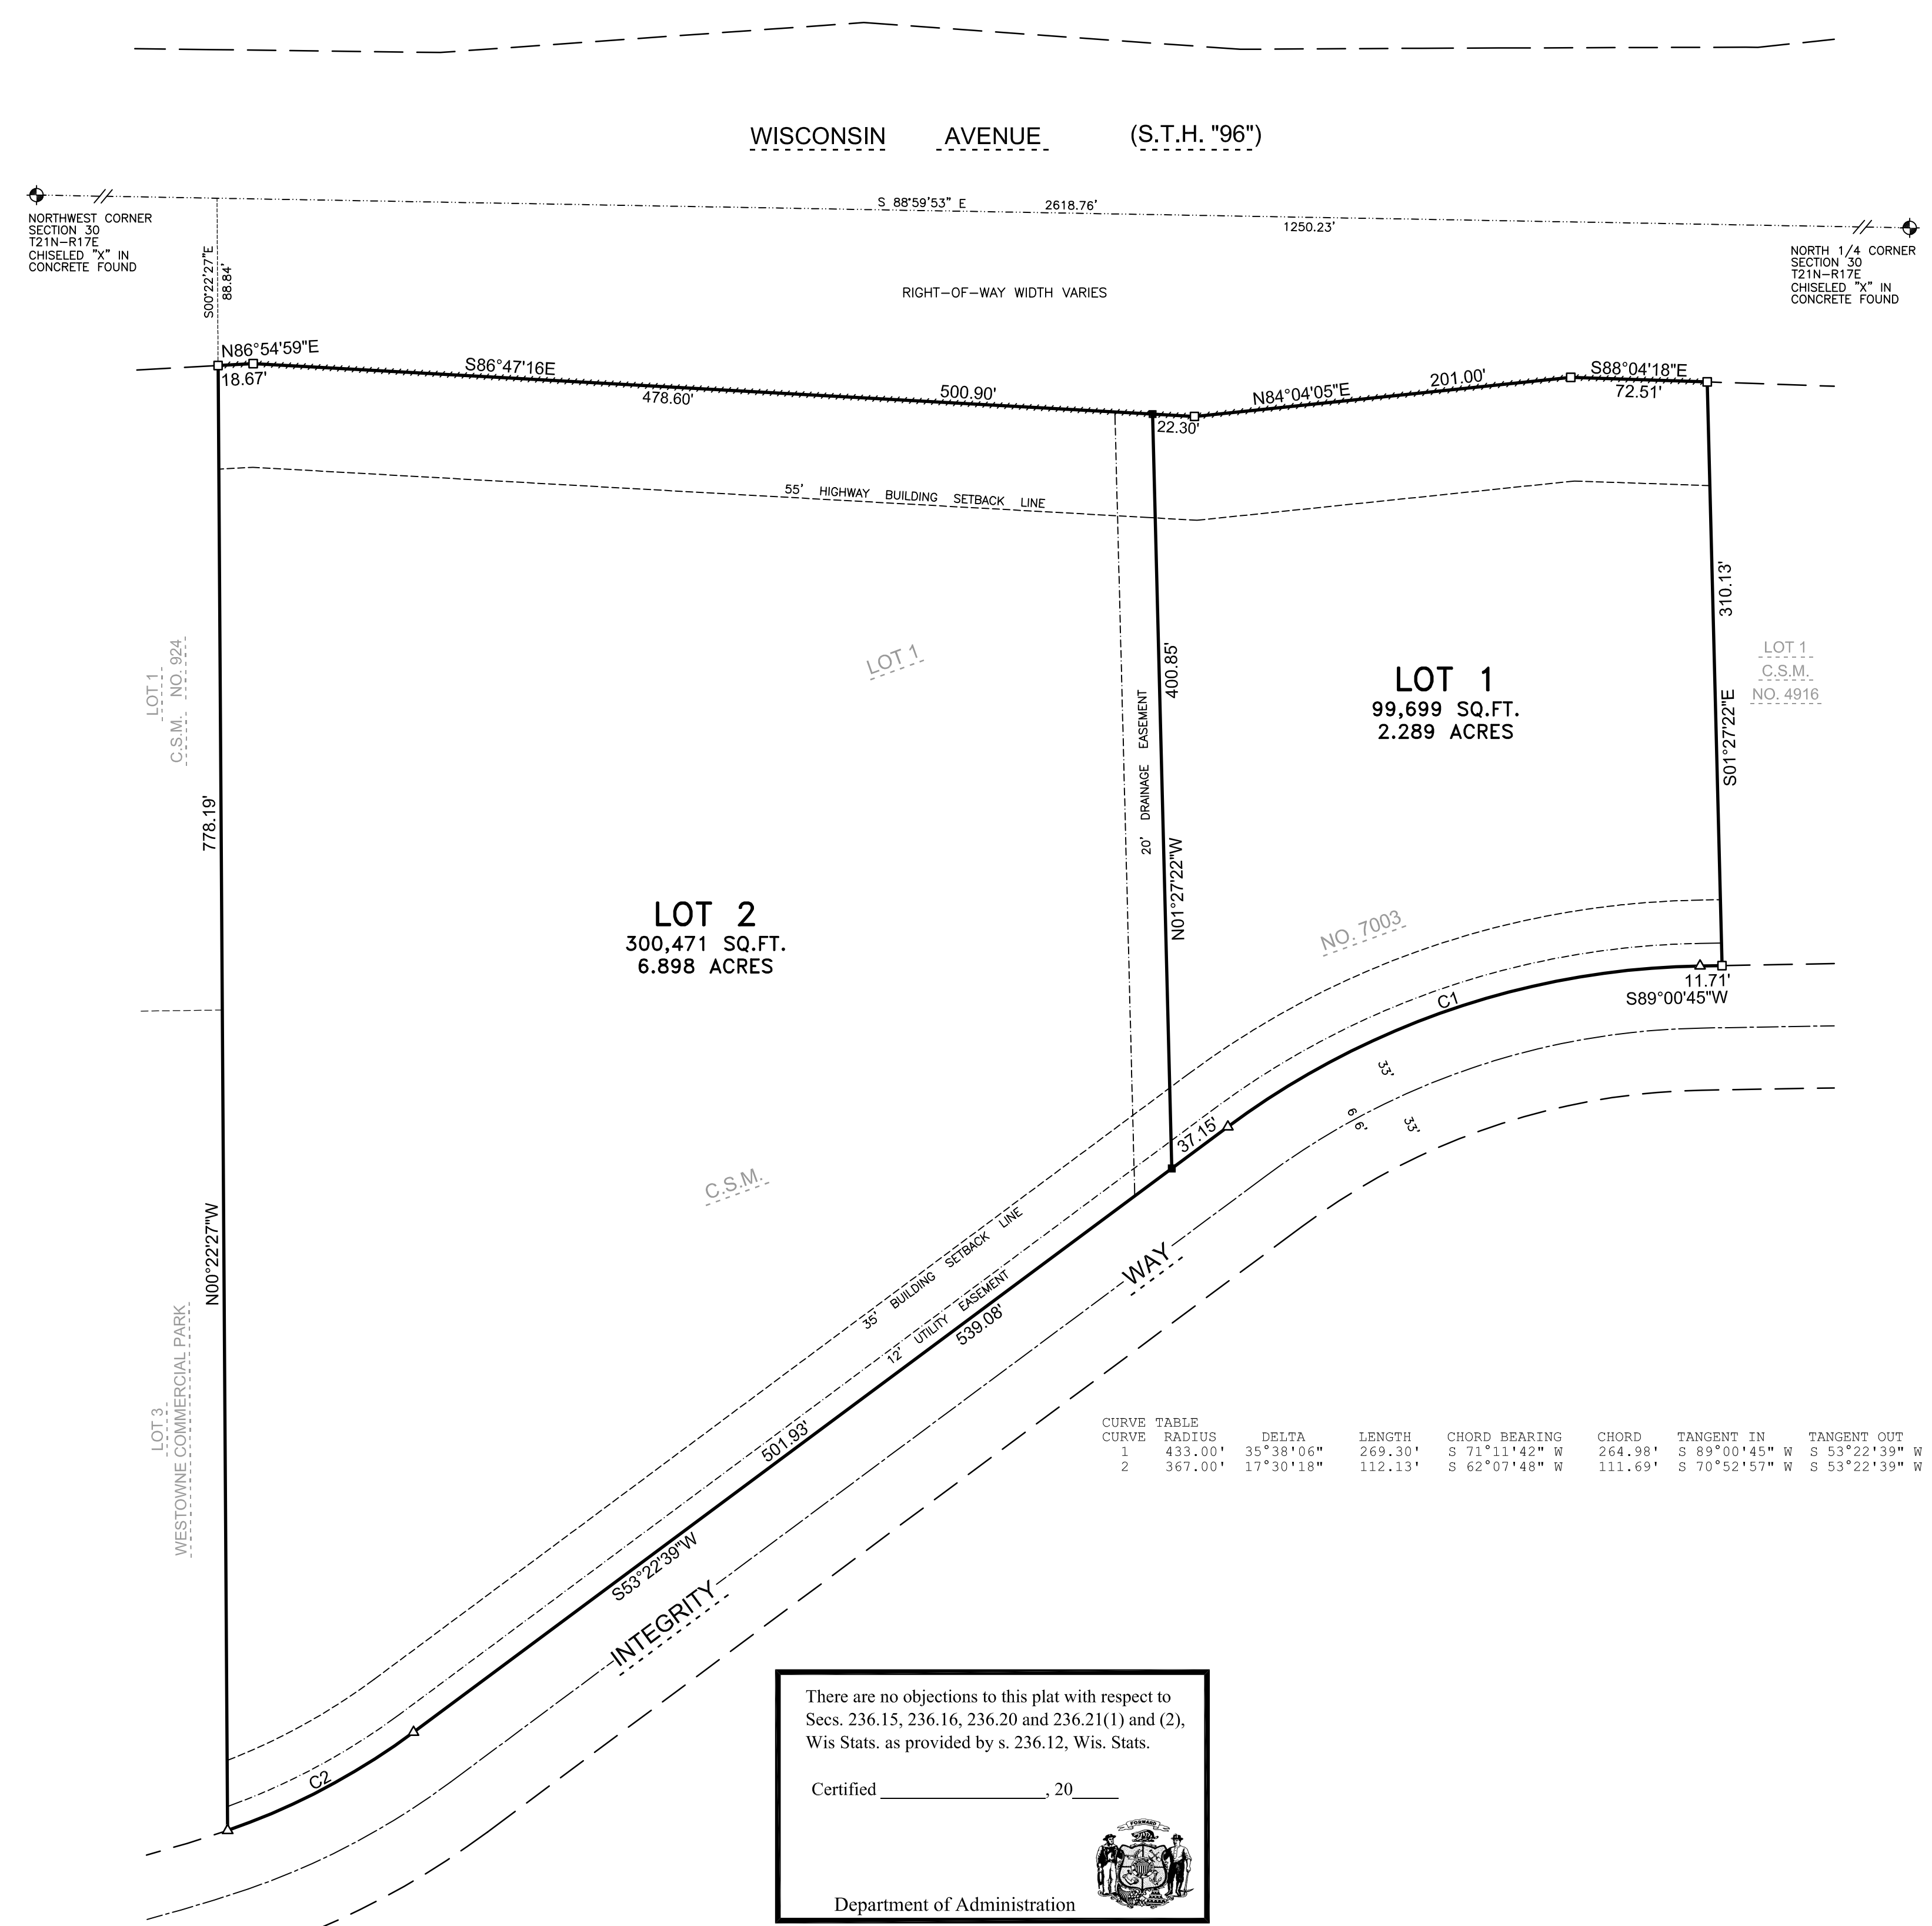 WISCONSIN AVENUE (S.T.H. "96")
S 88°59'53" E 2618.76'
1250.23'
NORTHWEST CORNER
SECTION 30
T21N-R17E
CHISELED "X" IN
CONCRETE FOUND
NORTH 1/4 CORNER
SECTION 30
T21N-R17E
CHISELED "X" IN
CONCRETE FOUND
S00°22'27"E
88.84'
RIGHT-OF-WAY WIDTH VARIES
N86°54'59"E
18.67'
S86°47'16E
478.60'
500.90'
22.30'
N84°04'05"E
201.00'
S88°04'18"E
72.51'
55' HIGHWAY BUILDING SETBACK LINE
310.13'
S01°27'22"E
LOT 1
C.S.M. NO. 924
LOT 1
400.85'
N01°27'22"W
20' DRAINAGE EASEMENT
LOT 1
99,699 SQ.FT.
2.289 ACRES
LOT 1
C.S.M.
NO. 4916
778.19'
N00°22'27"W
LOT 2
300,471 SQ.FT.
6.898 ACRES
NO. 7003
C1
11.71'
S89°00'45"W
33'
66'
33'
37.15'
C.S.M.
WAY
35' BUILDING SETBACK LINE
12' UTILITY EASEMENT
539.08'
501.93'
S53°22'39"W
INTEGRITY
LOT 3
WESTOWNE COMMERCIAL PARK
C2
CURVE TABLE
CURVE RADIUS DELTA LENGTH CHORD BEARING CHORD TANGENT IN TANGENT OUT
1 433.00' 35°38'06" 269.30' S 71°11'42" W 264.98' S 89°00'45" W S 53°22'39" W
2 367.00' 17°30'18" 112.13' S 62°07'48" W 111.69' S 70°52'57" W S 53°22'39" W
There are no objections to this plat with respect to
Secs. 236.15, 236.16, 236.20 and 236.21(1) and (2),
Wis Stats. as provided by s. 236.12, Wis. Stats.
Certified __________________, 20_____
FORWARD
Department of Administration